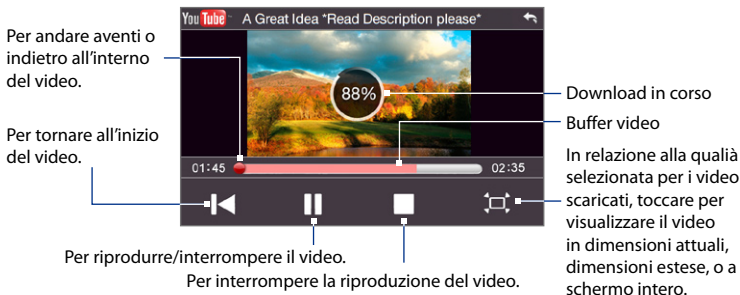 You Tube A Great Idea *Read Description please*
Per andare aventi o
indietro all'interno
del video.
88%
Download in corso
Buffer video
Per tornare all'inizio
del video.
01:45
02:35
In relazione alla qualià
selezionata per i video
scaricati, toccare per
visualizzare il video
in dimensioni attuali,
dimensioni estese, o a
schermo intero.
Per riprodurre/interrompere il video.
Per interrompere la riproduzione del video.